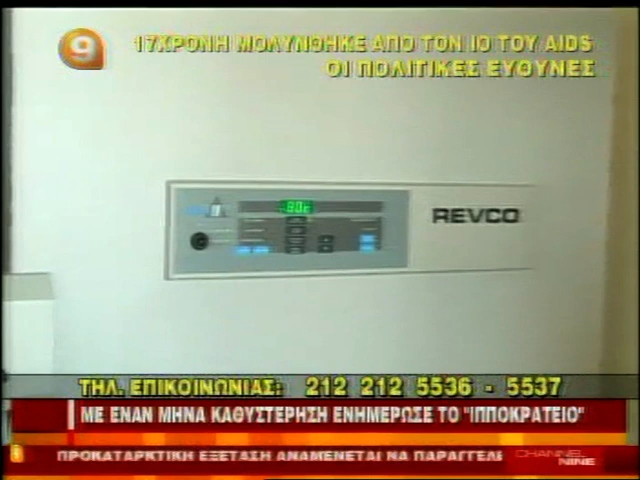 9
17ΧΡΟΝΗ ΜΟΛΥΝΘΗΚΕ ΑΠΟ ΤΟΝ ΙΟ ΤΟΥ AIDS
ΟΙ ΠΟΛΙΤΙΚΕΣ ΕΥΘΥΝΕΣ
-80c
REVCO
ΤΗΛ. ΕΠΙΚΟΙΝΩΝΙΑΣ: 212 212 5536 - 5537
ΜΕ ΕΝΑΝ ΜΗΝΑ ΚΑΘΥΣΤΕΡΗΣΗ ΕΝΗΜΕΡΩΣΕ ΤΟ "ΙΠΠΟΚΡΑΤΕΙΟ"
ΠΡΟΚΑΤΑΡΚΤΙΚΗ ΕΞΕΤΑΣΗ ΑΝΑΜΕΝΕΤΑΙ ΝΑ ΠΑΡΑΓΓΕΛ
CHANNEL
NINE